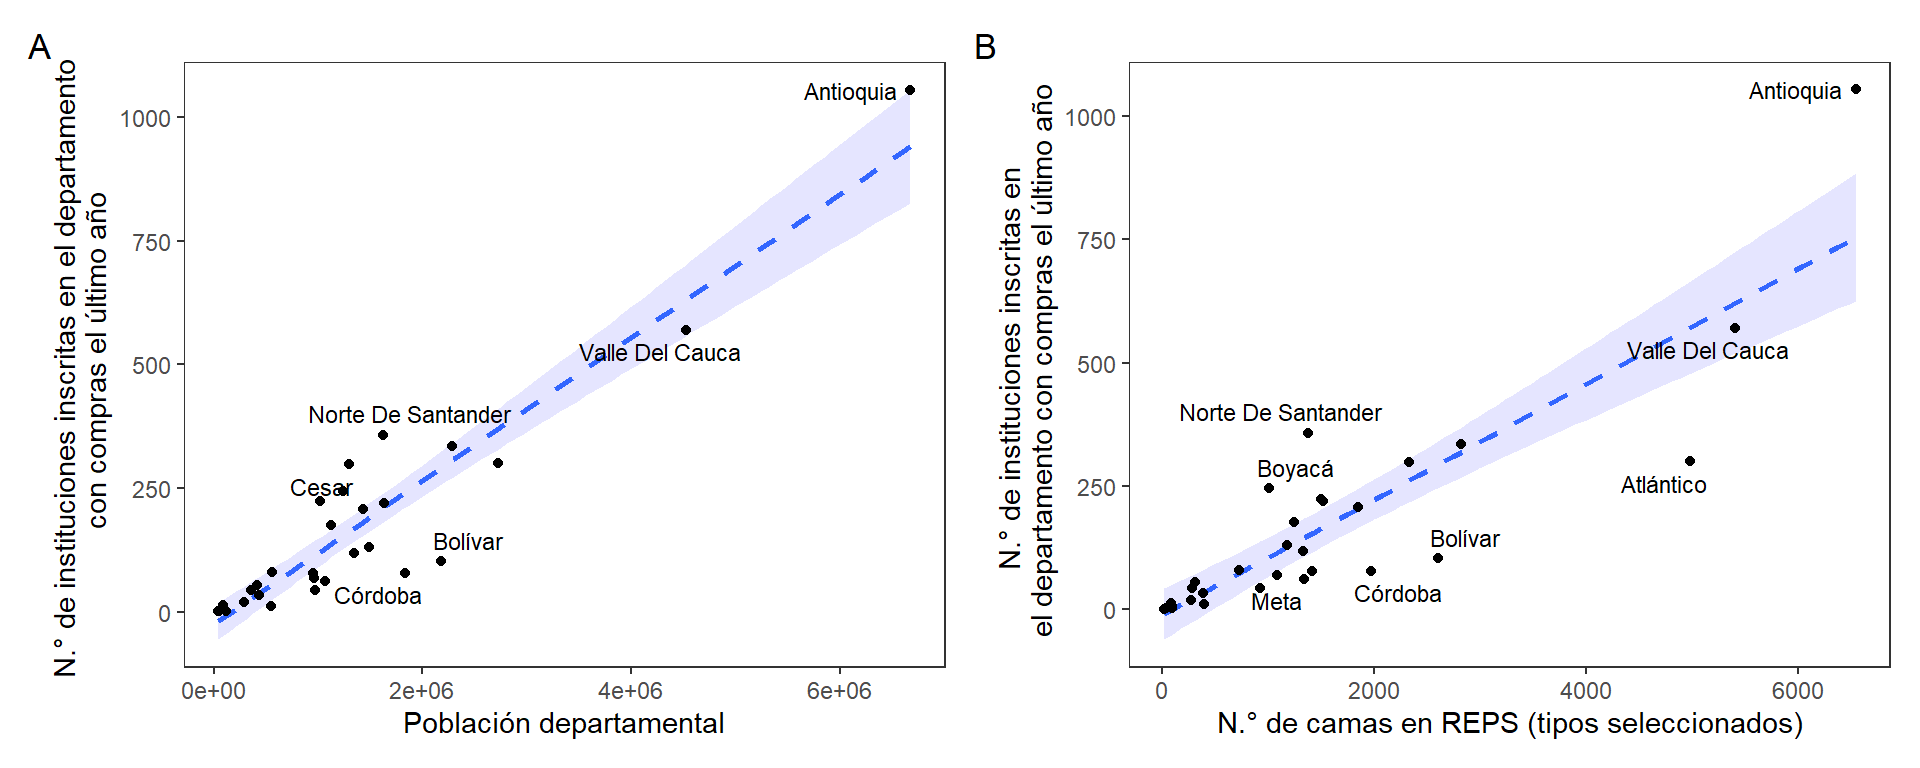 A
N.° de instituciones inscritas en el departamento
con compras el último año
1000
750
500
250
0
Antioquia
Valle Del Cauca
Norte De Santander
Cesar
Bolívar
Córdoba
0e+00
2e+06
4e+06
6e+06
Población departamental
B
N.° de instituciones inscritas en
el departamento con compras el último año
1000
750
500
250
0
Antioquia
Valle Del Cauca
Norte De Santander
Boyacá
Atlántico
Bolívar
Meta
Córdoba
0
2000
4000
6000
N.° de camas en REPS (tipos seleccionados)